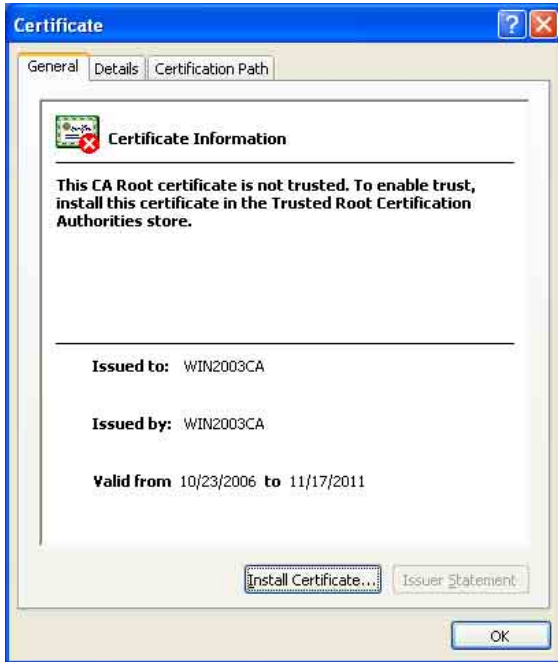 Certificate
General Details Certification Path
Certificate Information
This CA Root certificate is not trusted. To enable trust,
install this certificate in the Trusted Root Certification
Authorities store.
Issued to: WIN2003CA
Issued by: WIN2003CA
Valid from 10/23/2006 to 11/17/2011
Install Certificate... Issuer Statement
OK